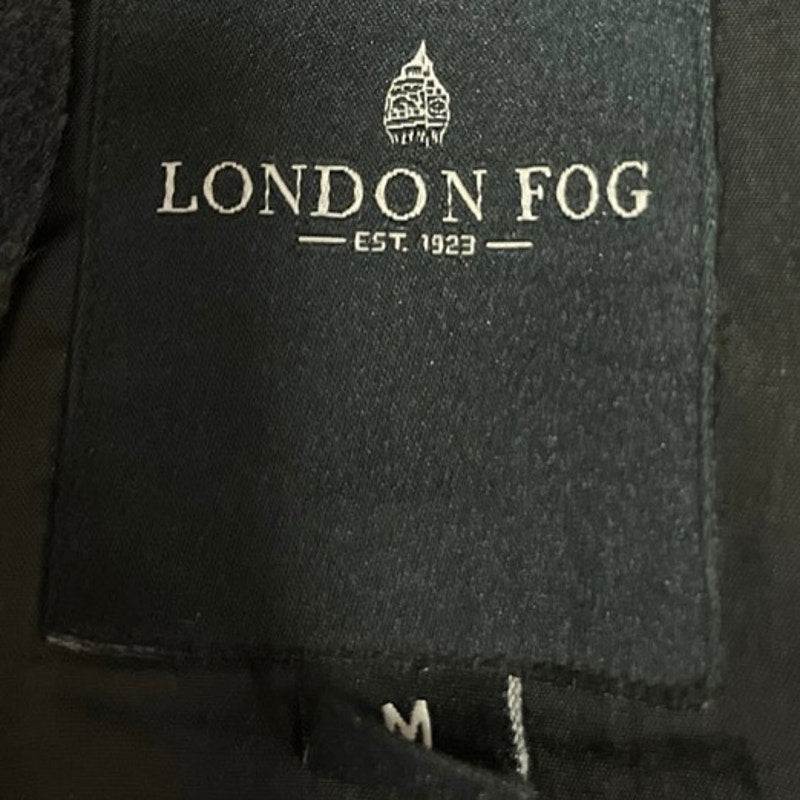 LONDON FOG
EST. 1923
M